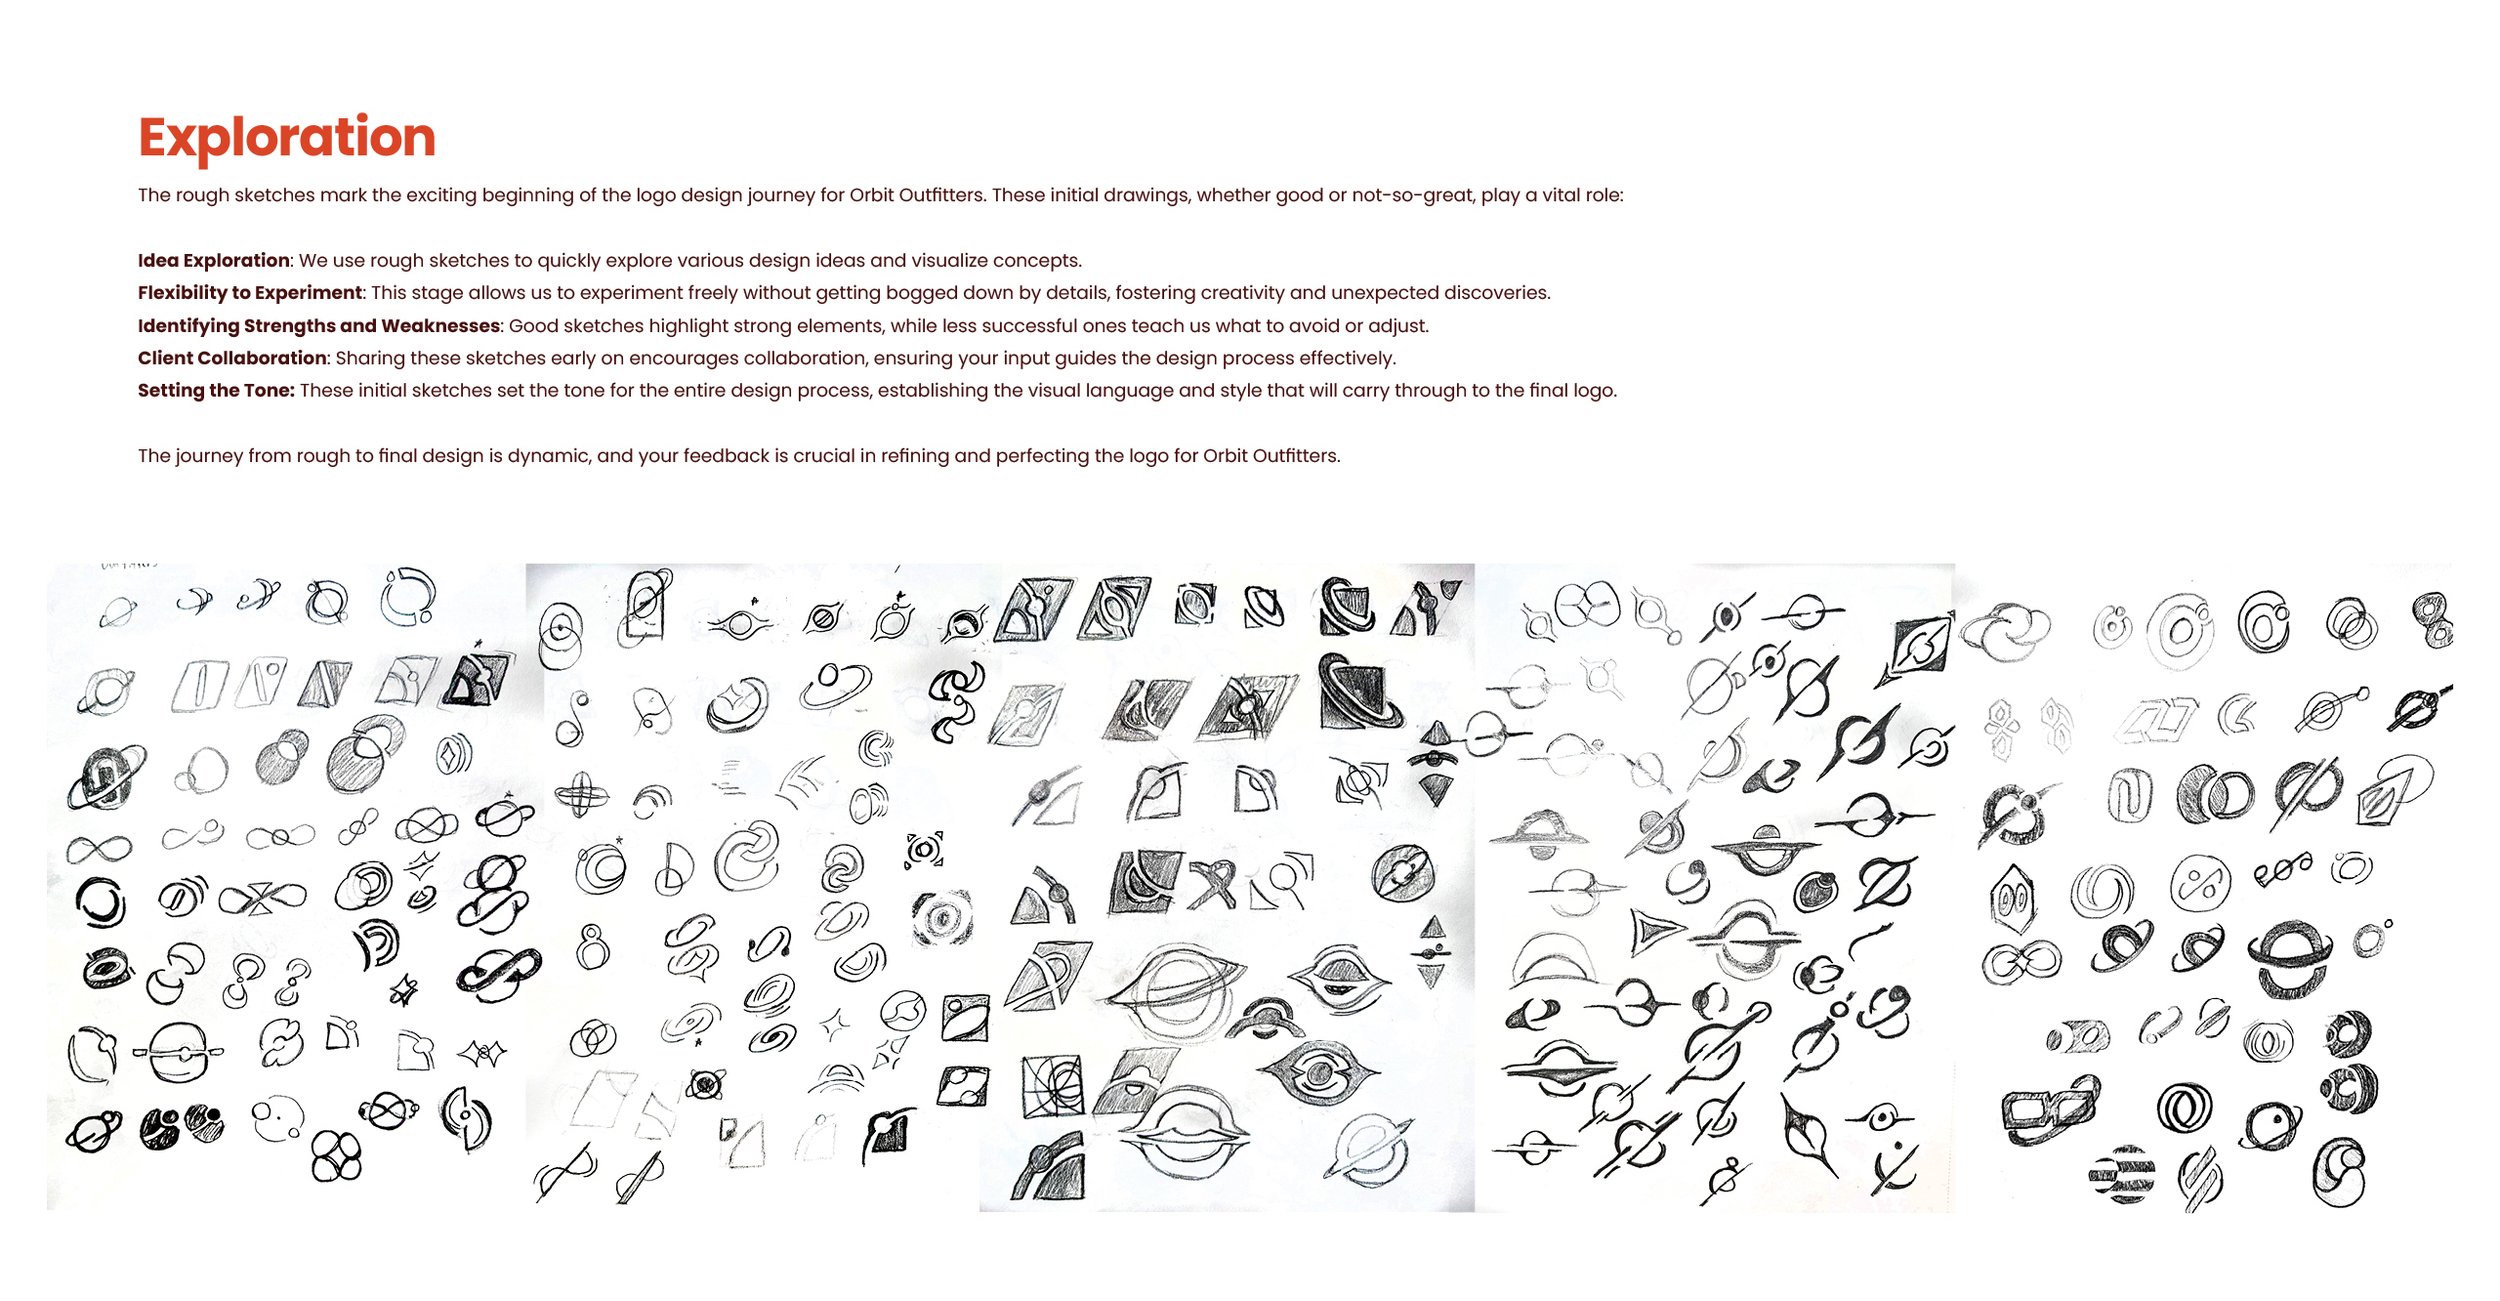 Exploration
The rough sketches mark the exciting beginning of the logo design journey for Orbit Outfitters. These initial drawings, whether good or not-so-great, play a vital role:
Idea Exploration: We use rough sketches to quickly explore various design ideas and visualize concepts.
Flexibility to Experiment: This stage allows us to experiment freely without getting bogged down by details, fostering creativity and unexpected discoveries.
Identifying Strengths and Weaknesses: Good sketches highlight strong elements, while less successful ones teach us what to avoid or adjust.
Client Collaboration: Sharing these sketches early on encourages collaboration, ensuring your input guides the design process effectively.
Setting the Tone: These initial sketches set the tone for the entire design process, establishing the visual language and style that will carry through to the final logo.
The journey from rough to final design is dynamic, and your feedback is crucial in refining and perfecting the logo for Orbit Outfitters.